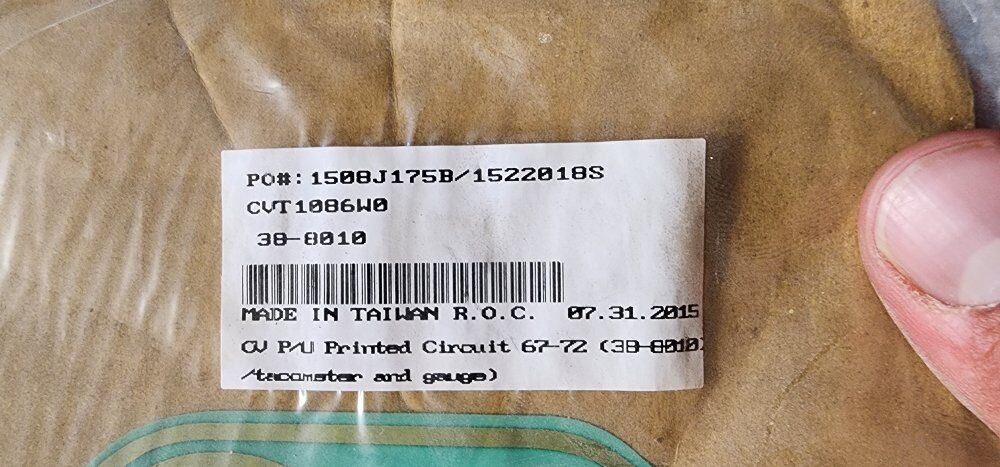 PO#: 1508J175B/1522018S
CVT1086W0
38-8010
MADE IN TAIWAN R.O.C. 07.31.2015
CV P/U Printed Circuit 67-72 (38-8010)
/tacometer and gauge)